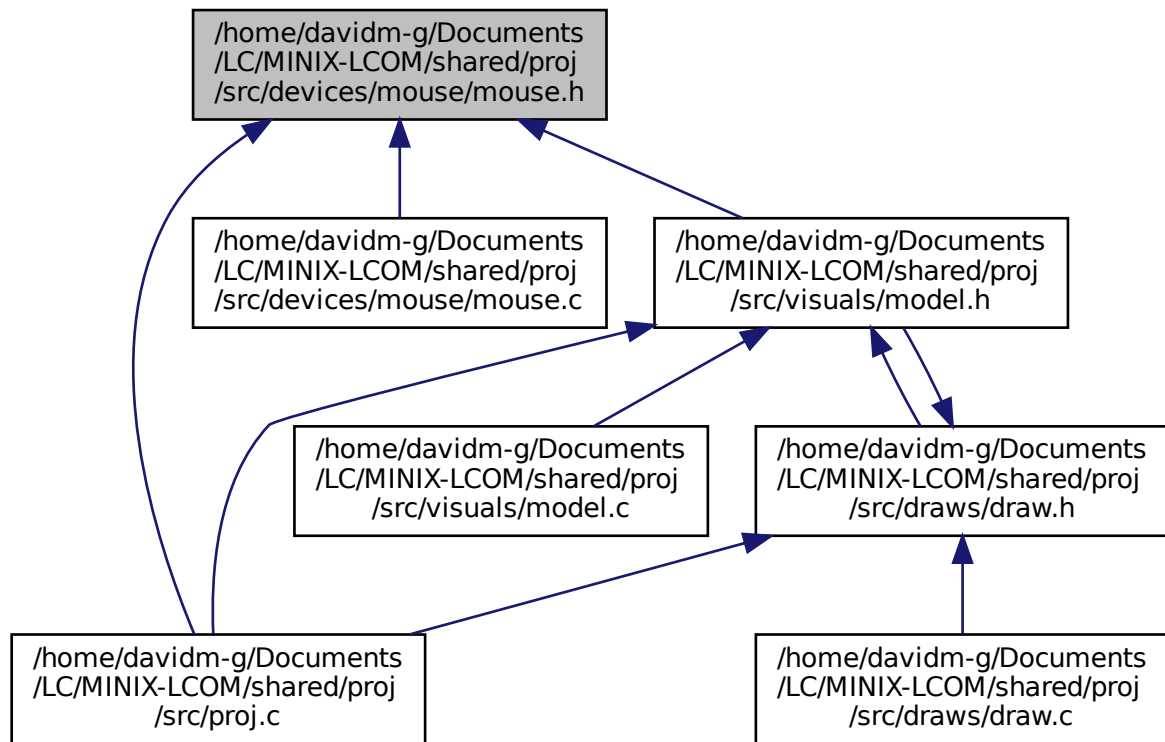 /home/davidm-g/Documents
/LC/MINIX-LCOM/shared/proj
/src/devices/mouse/mouse.h
/home/davidm-g/Documents
/LC/MINIX-LCOM/shared/proj
/src/devices/mouse/mouse.c
/home/davidm-g/Documents
/LC/MINIX-LCOM/shared/proj
/src/visuals/model.h
/home/davidm-g/Documents
/LC/MINIX-LCOM/shared/proj
/src/visuals/model.c
/home/davidm-g/Documents
/LC/MINIX-LCOM/shared/proj
/src/draws/draw.h
/home/davidm-g/Documents
/LC/MINIX-LCOM/shared/proj
/src/proj.c
/home/davidm-g/Documents
/LC/MINIX-LCOM/shared/proj
/src/draws/draw.c